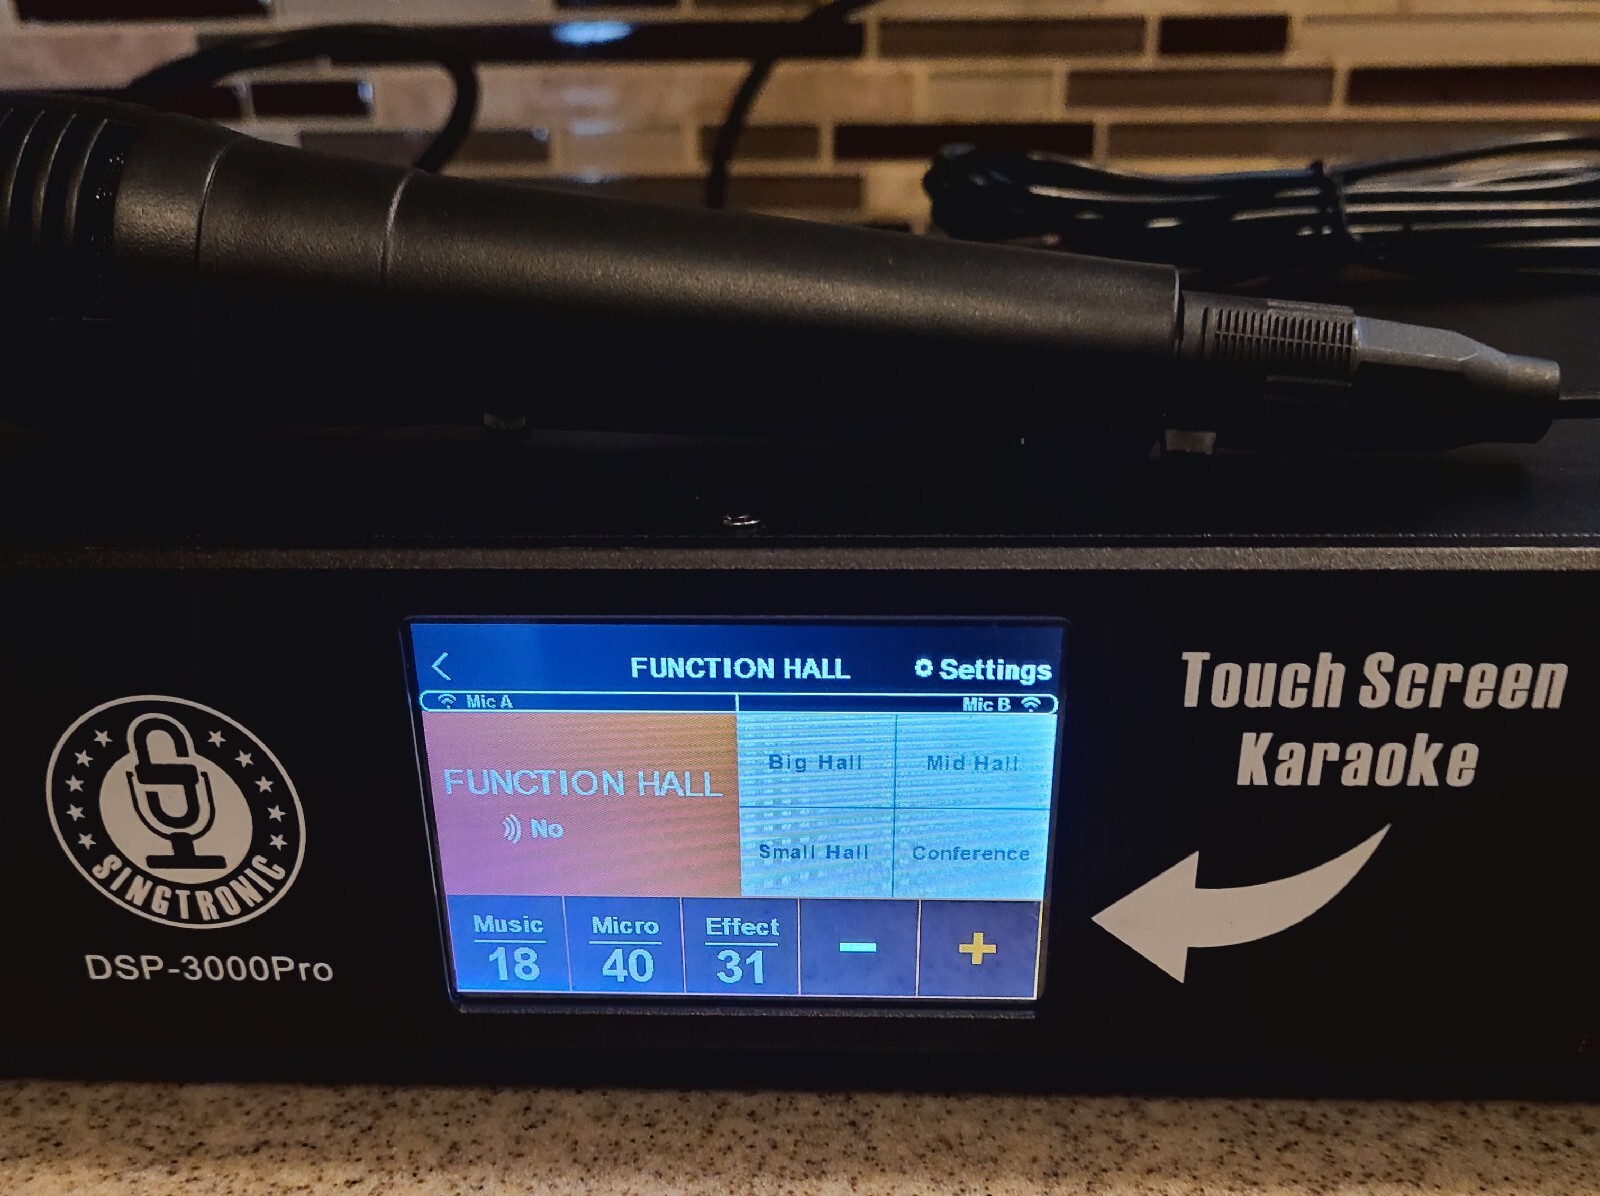 FUNCTION HALL
Settings
Mic A
Mic B
FUNCTION HALL
No
Big Hall
Mid Hall
Small Hall
Conference
Music
18
Micro
40
Effect
31
−
+
SINGTRONIC
DSP-3000Pro
Touch Screen
Karaoke